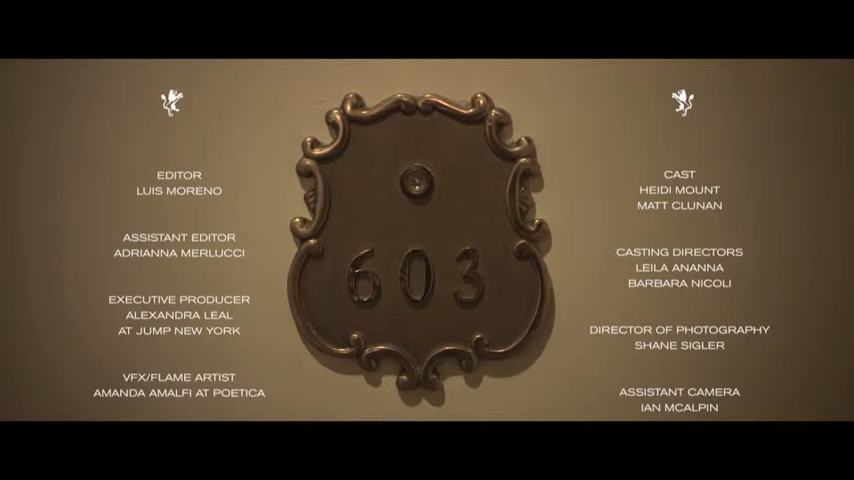 EDITOR
LUIS MORENO
ASSISTANT EDITOR
ADRIANNA MERLUCCI
EXECUTIVE PRODUCER
ALEXANDRA LEAL
AT JUMP NEW YORK
VFX/FLAME ARTIST
AMANDA AMALFI AT POETICA
603
CAST
HEIDI MOUNT
MATT CLUNAN
CASTING DIRECTORS
LEILA ANANNA
BARBARA NICOLI
DIRECTOR OF PHOTOGRAPHY
SHANE SIGLER
ASSISTANT CAMERA
IAN MCALPIN